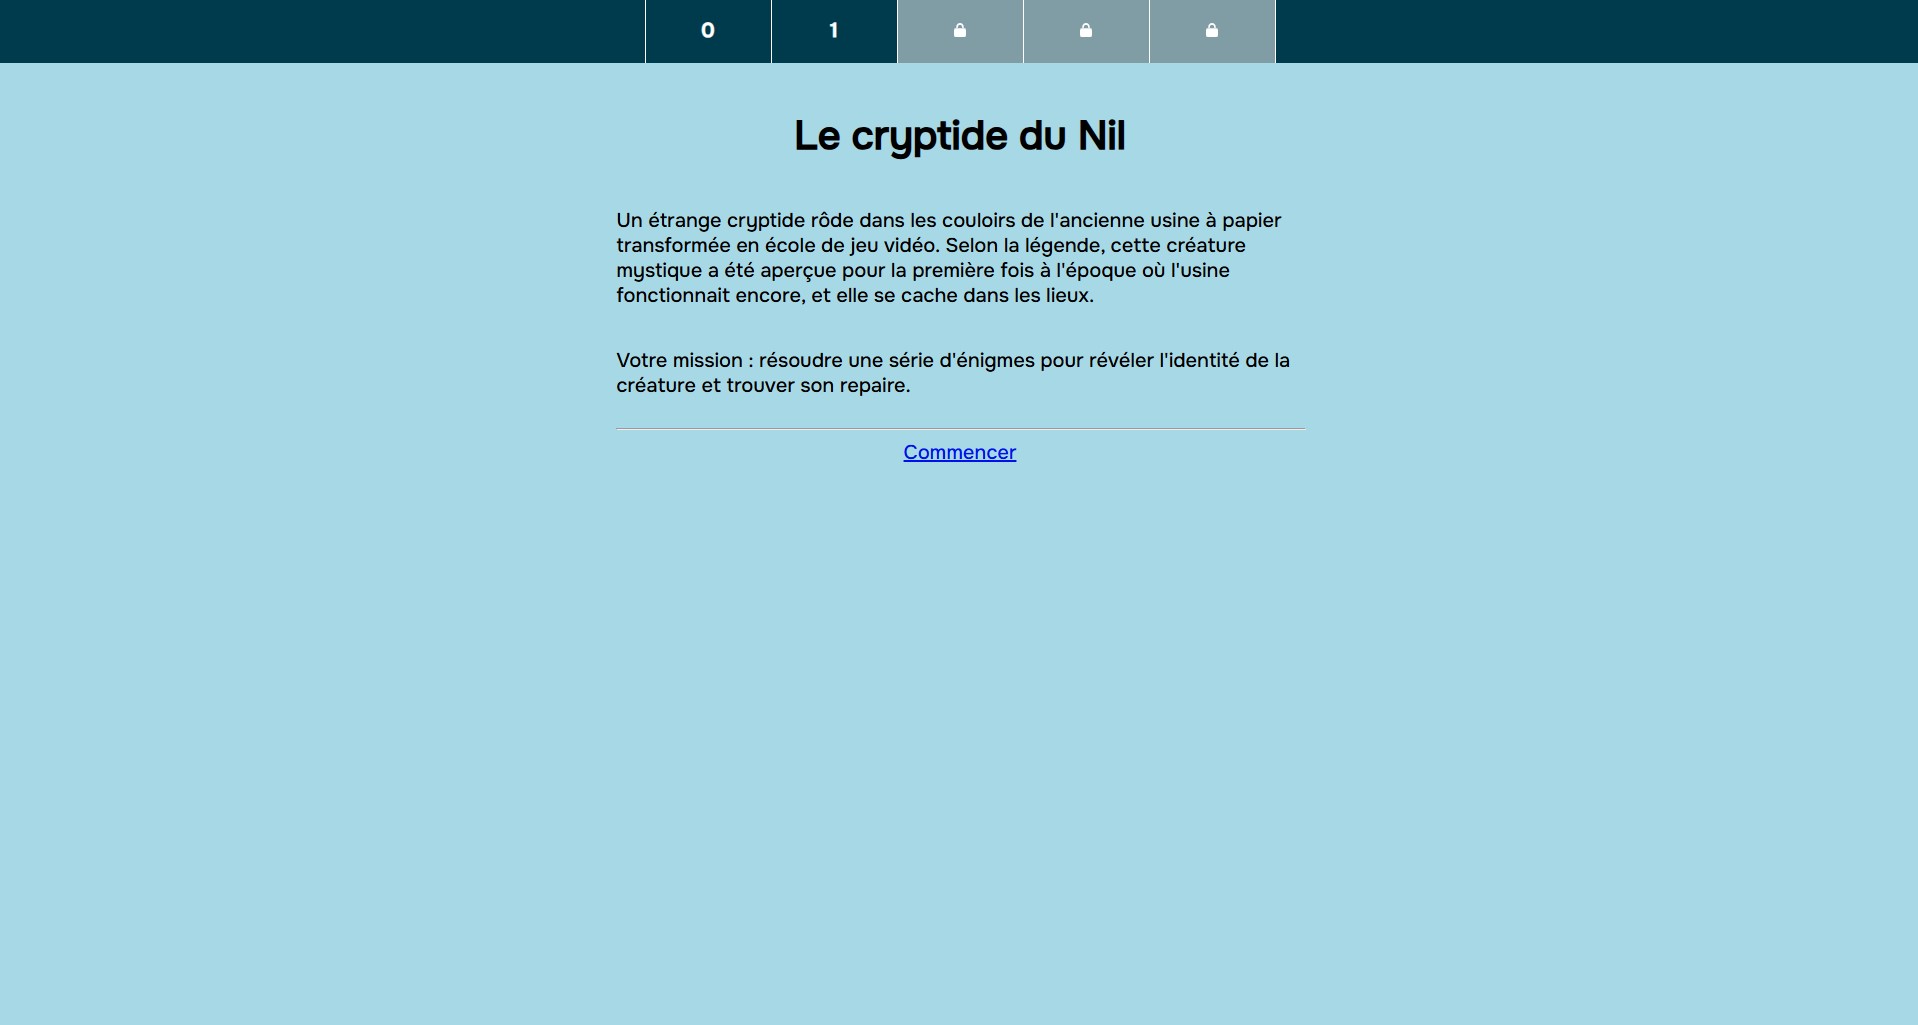 0 1
Le cryptide du Nil
Un étrange cryptide rôde dans les couloirs de l'ancienne usine à papier
transformée en école de jeu vidéo. Selon la légende, cette créature
mystique a été aperçue pour la première fois à l'époque où l'usine
fonctionnait encore, et elle se cache dans les lieux.
Votre mission : résoudre une série d'énigmes pour révéler l'identité de la
créature et trouver son repaire.
Commencer